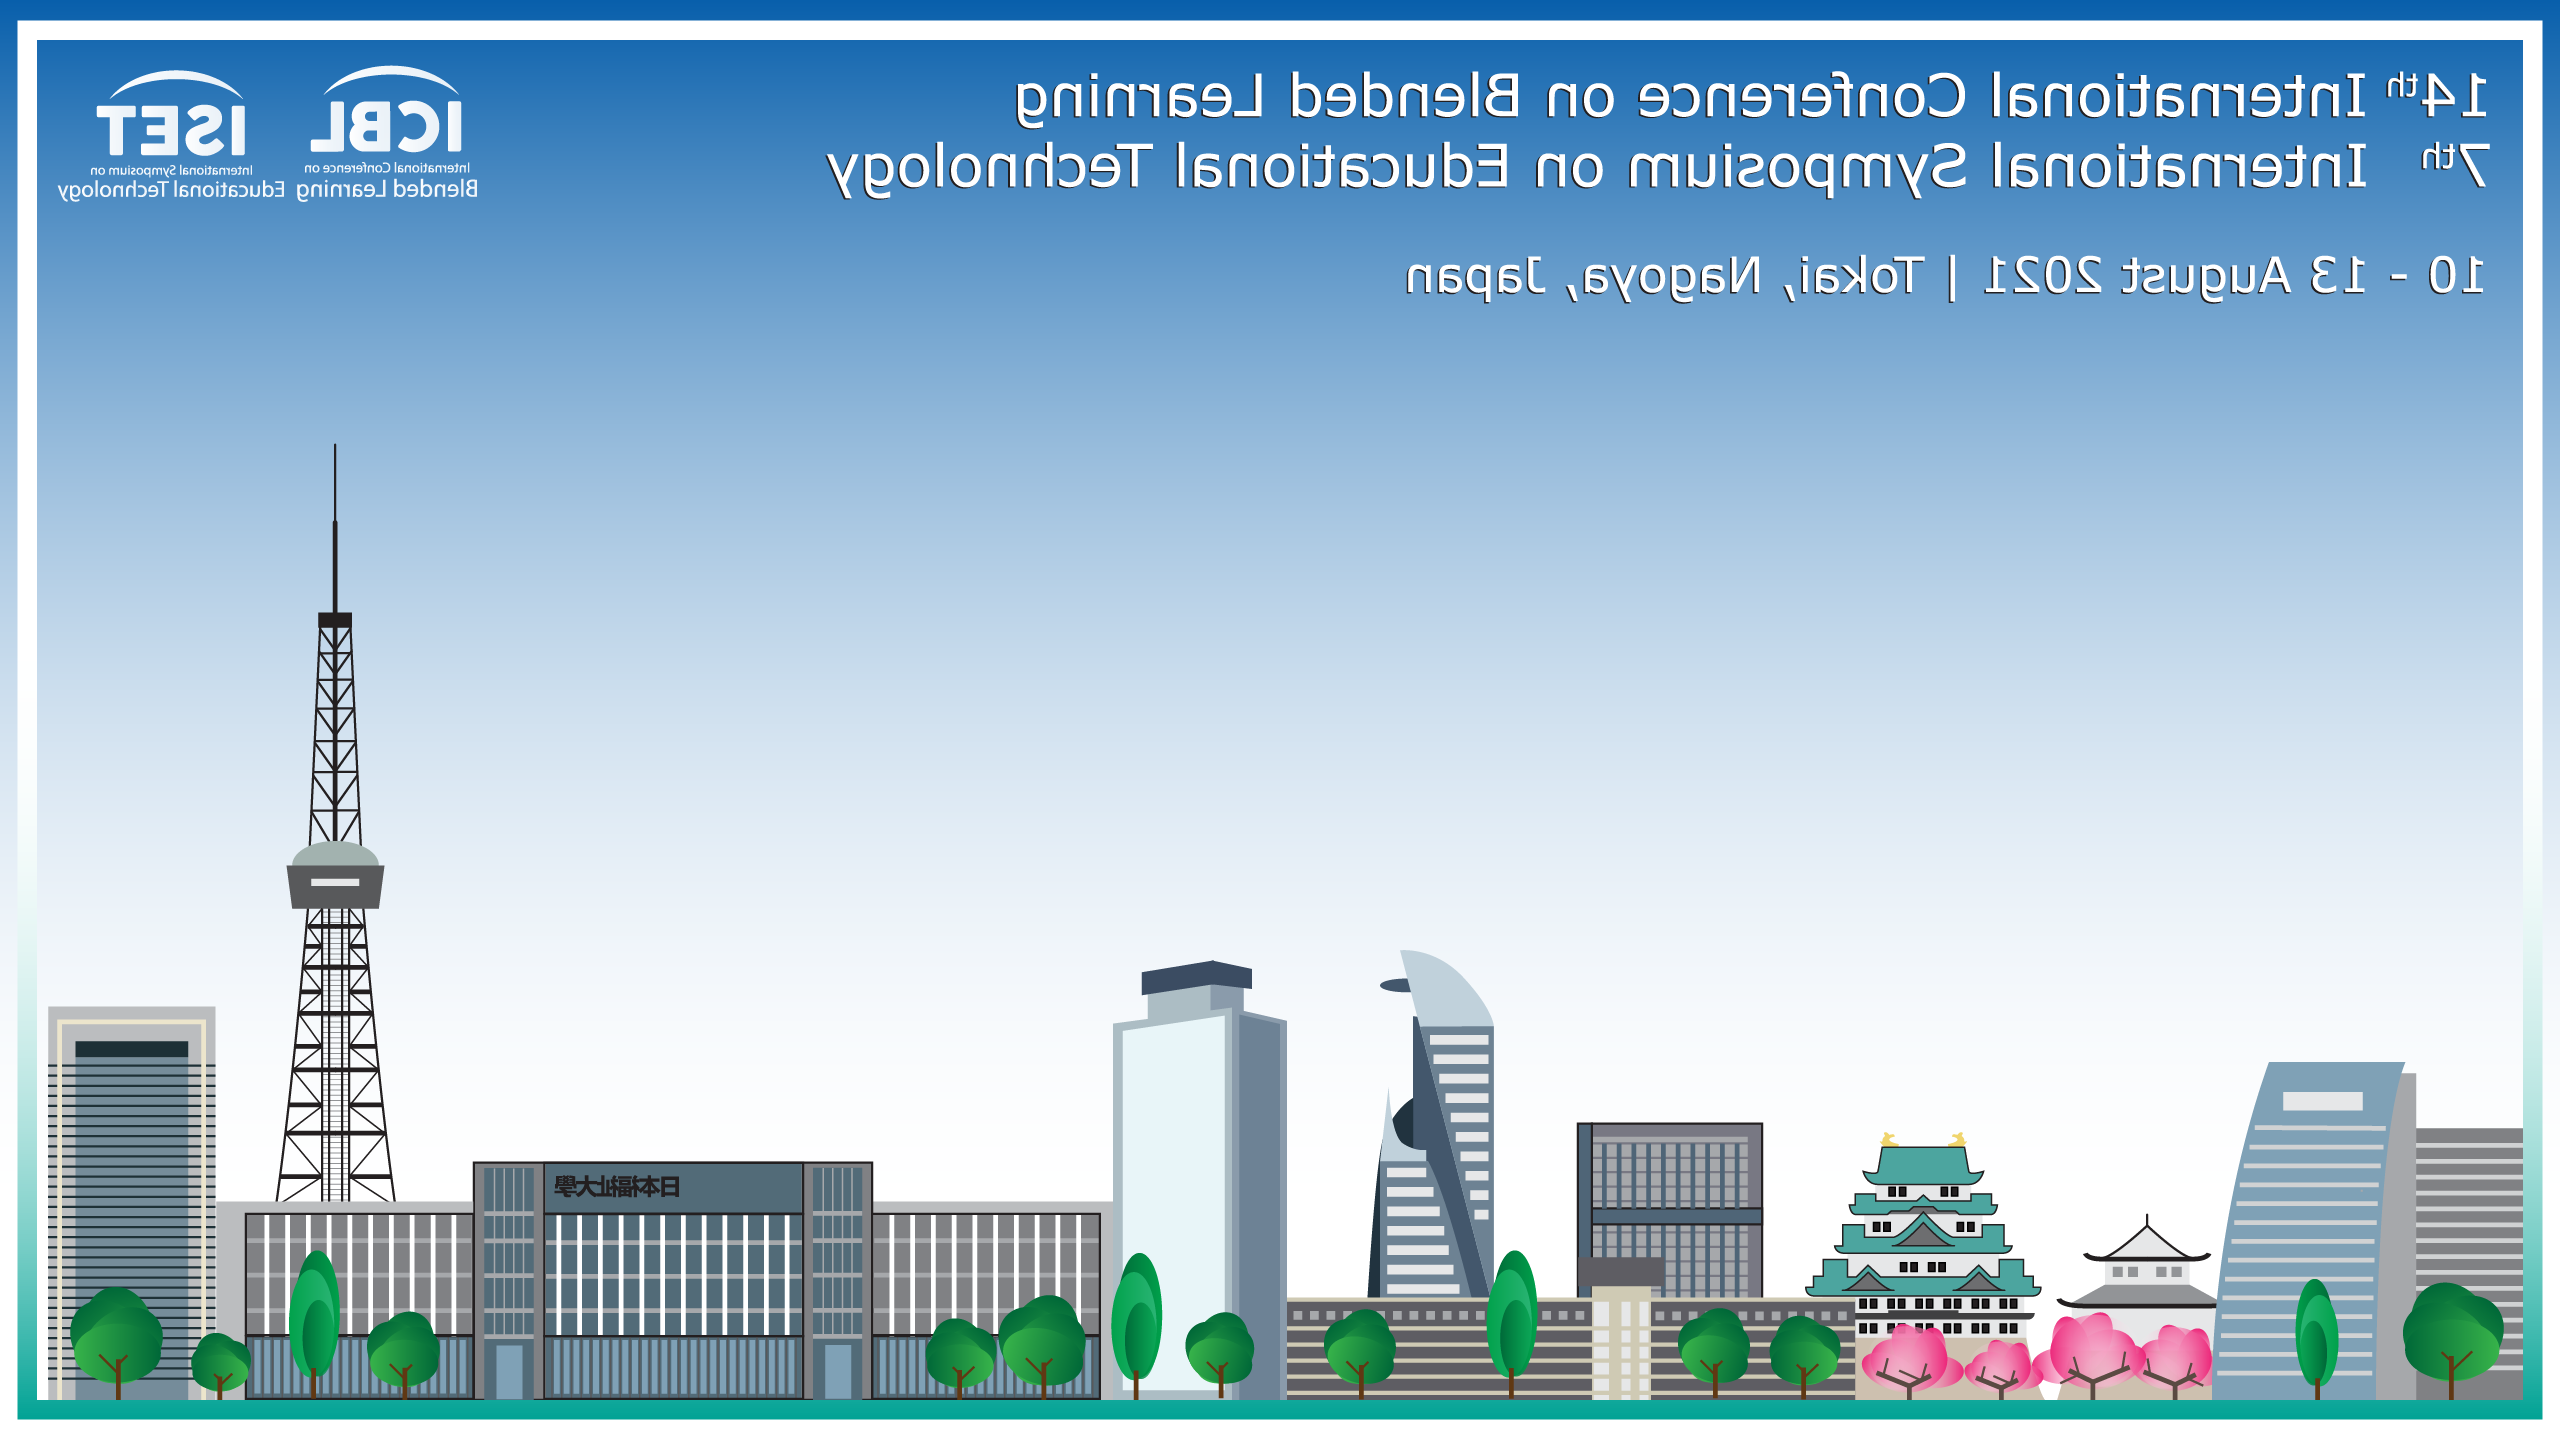 14th International Conference on Blended Learning
7th International Symposium on Educational Technology
10 - 13 August 2021 | Tokai, Nagoya, Japan
ICBL
International Conference on
Blended Learning
ISET
International Symposium on
Educational Technology
日本福祉大學